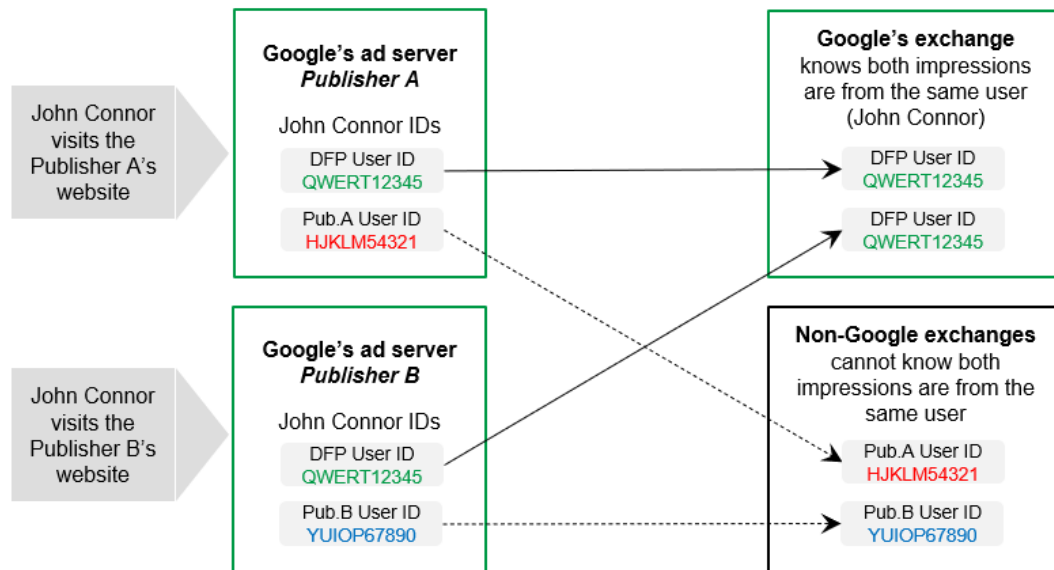 John Connor
visits the
Publisher A's
website
Google's ad server
Publisher A
John Connor IDs
DFP User ID
QWERT12345
Pub.A User ID
HJKLM54321
Google's exchange
knows both impressions
are from the same user
(John Connor)
DFP User ID
QWERT12345
DFP User ID
QWERT12345
John Connor
visits the
Publisher B's
website
Google's ad server
Publisher B
John Connor IDs
DFP User ID
QWERT12345
Pub.B User ID
YUIOP67890
Non-Google exchanges
cannot know both
impressions are from the
same user
Pub.A User ID
HJKLM54321
Pub.B User ID
YUIOP67890